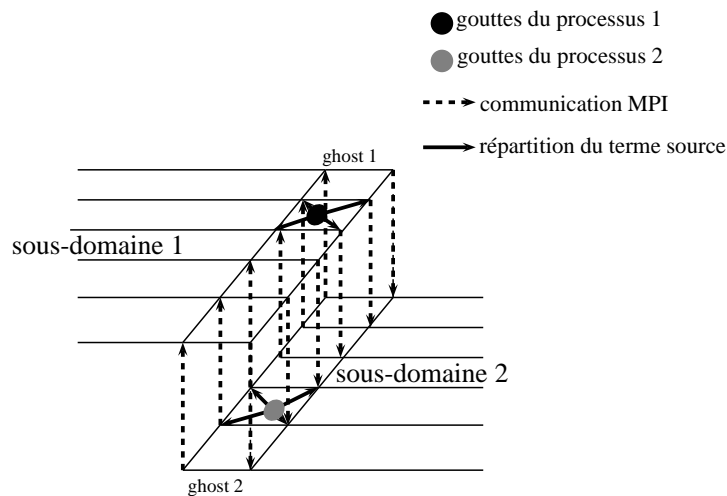 gouttes du processus 1
gouttes du processus 2
communication MPI
répartition du terme source
ghost 1
sous-domaine 1
sous-domaine 2
ghost 2